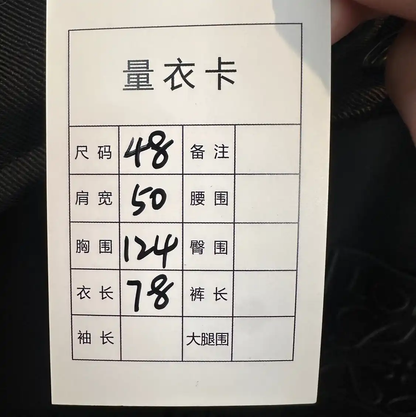 量衣卡
尺码 48 备注
肩宽 50 腰围
胸围 124 臀围
衣长 78 裤长
袖长 大腿围